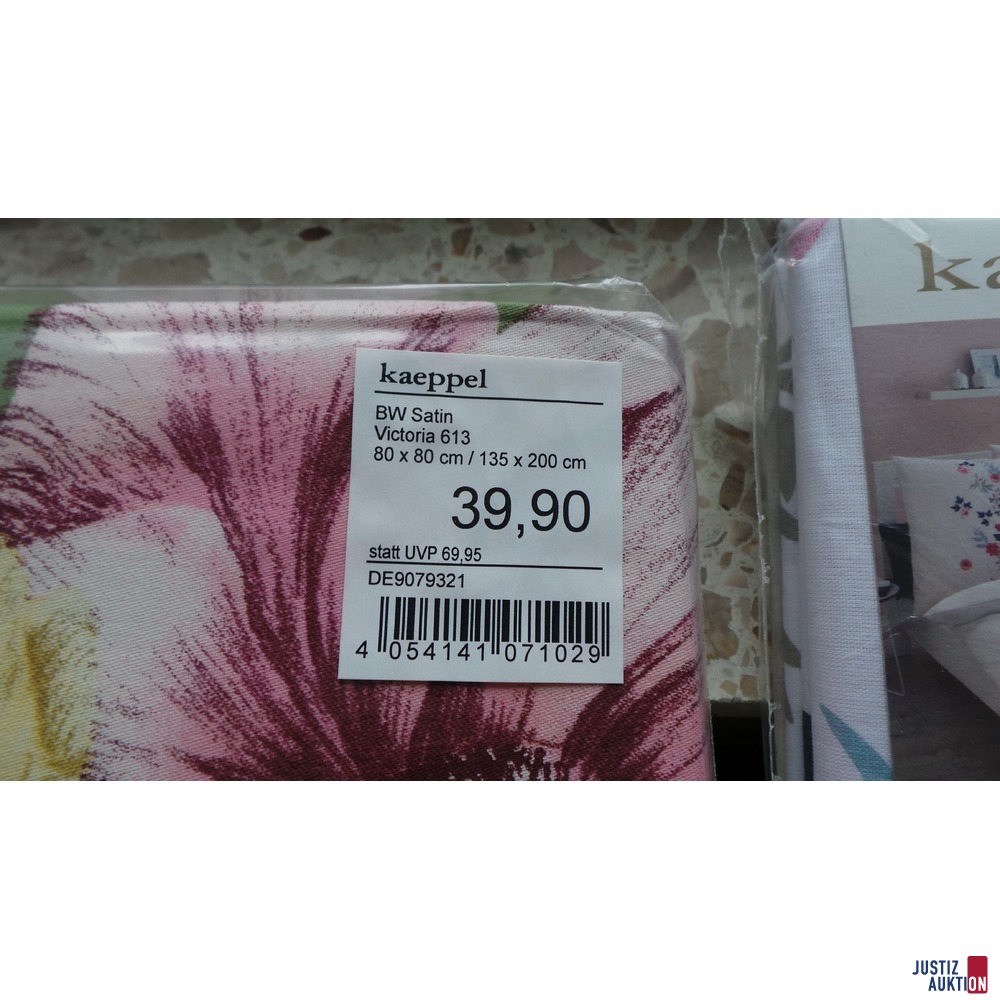 kaeppel
BW Satin
Victoria 613
80 x 80 cm / 135 x 200 cm
39,90
statt UVP 69,95
DE9079321
4 054141 071029
ka
JUSTIZ
AUKTION